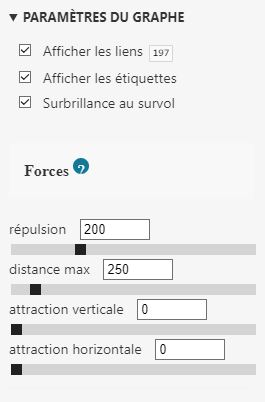 ▼ PARAMÈTRES DU GRAPHE
Afficher les liens 197
Afficher les étiquettes
Surbrillance au survol
Forces ?
répulsion 200
distance max 250
attraction verticale 0
attraction horizontale 0